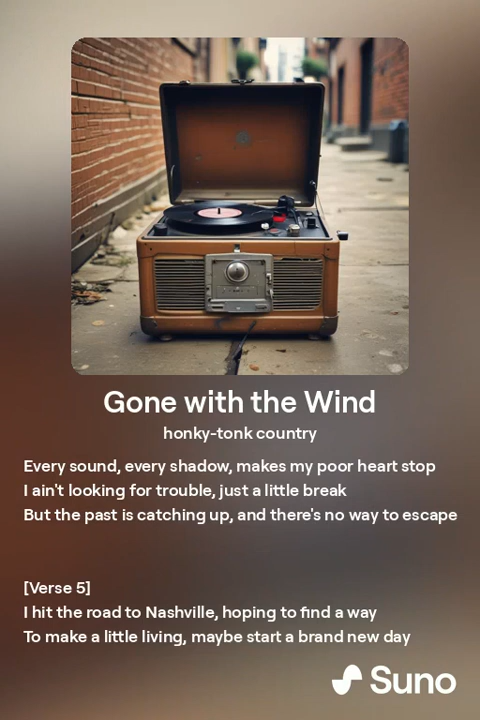 Gone with the Wind
honky-tonk country
Every sound, every shadow, makes my poor heart stop
I ain't looking for trouble, just a little break
But the past is catching up, and there's no way to escape
[Verse 5]
I hit the road to Nashville, hoping to find a way
To make a little living, maybe start a brand new day
Suno